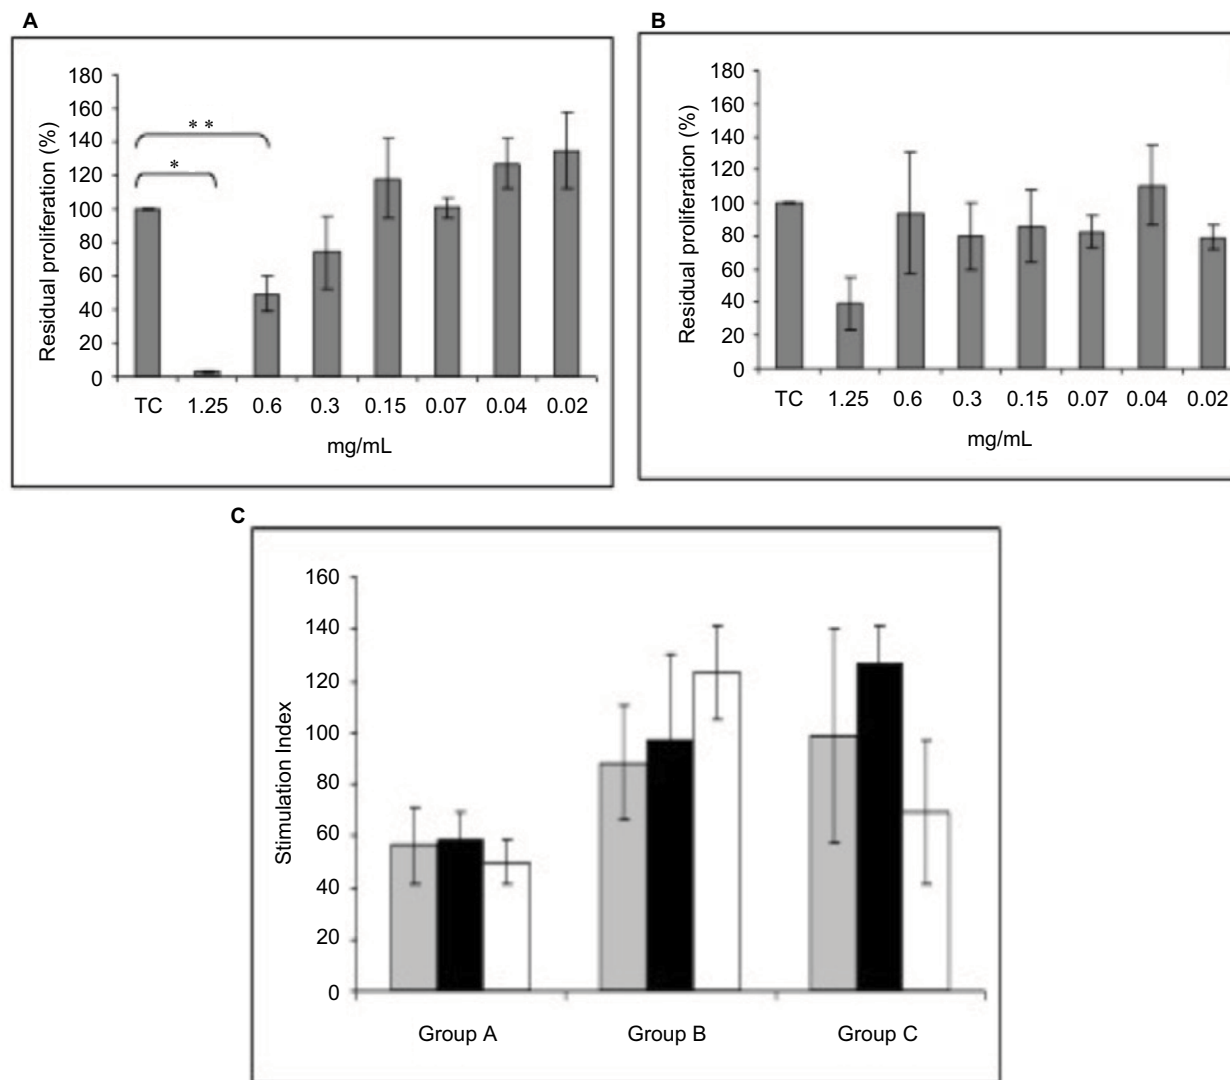 A
Residual proliferation (%)
180
160
140
120
100
80
60
40
20
0
* *
*
TC 1.25 0.6 0.3 0.15 0.07 0.04 0.02
mg/mL
B
Residual proliferation (%)
180
160
140
120
100
80
60
40
20
0
TC 1.25 0.6 0.3 0.15 0.07 0.04 0.02
mg/mL
C
Stimulation Index
160
140
120
100
80
60
40
20
0
Group A Group B Group C